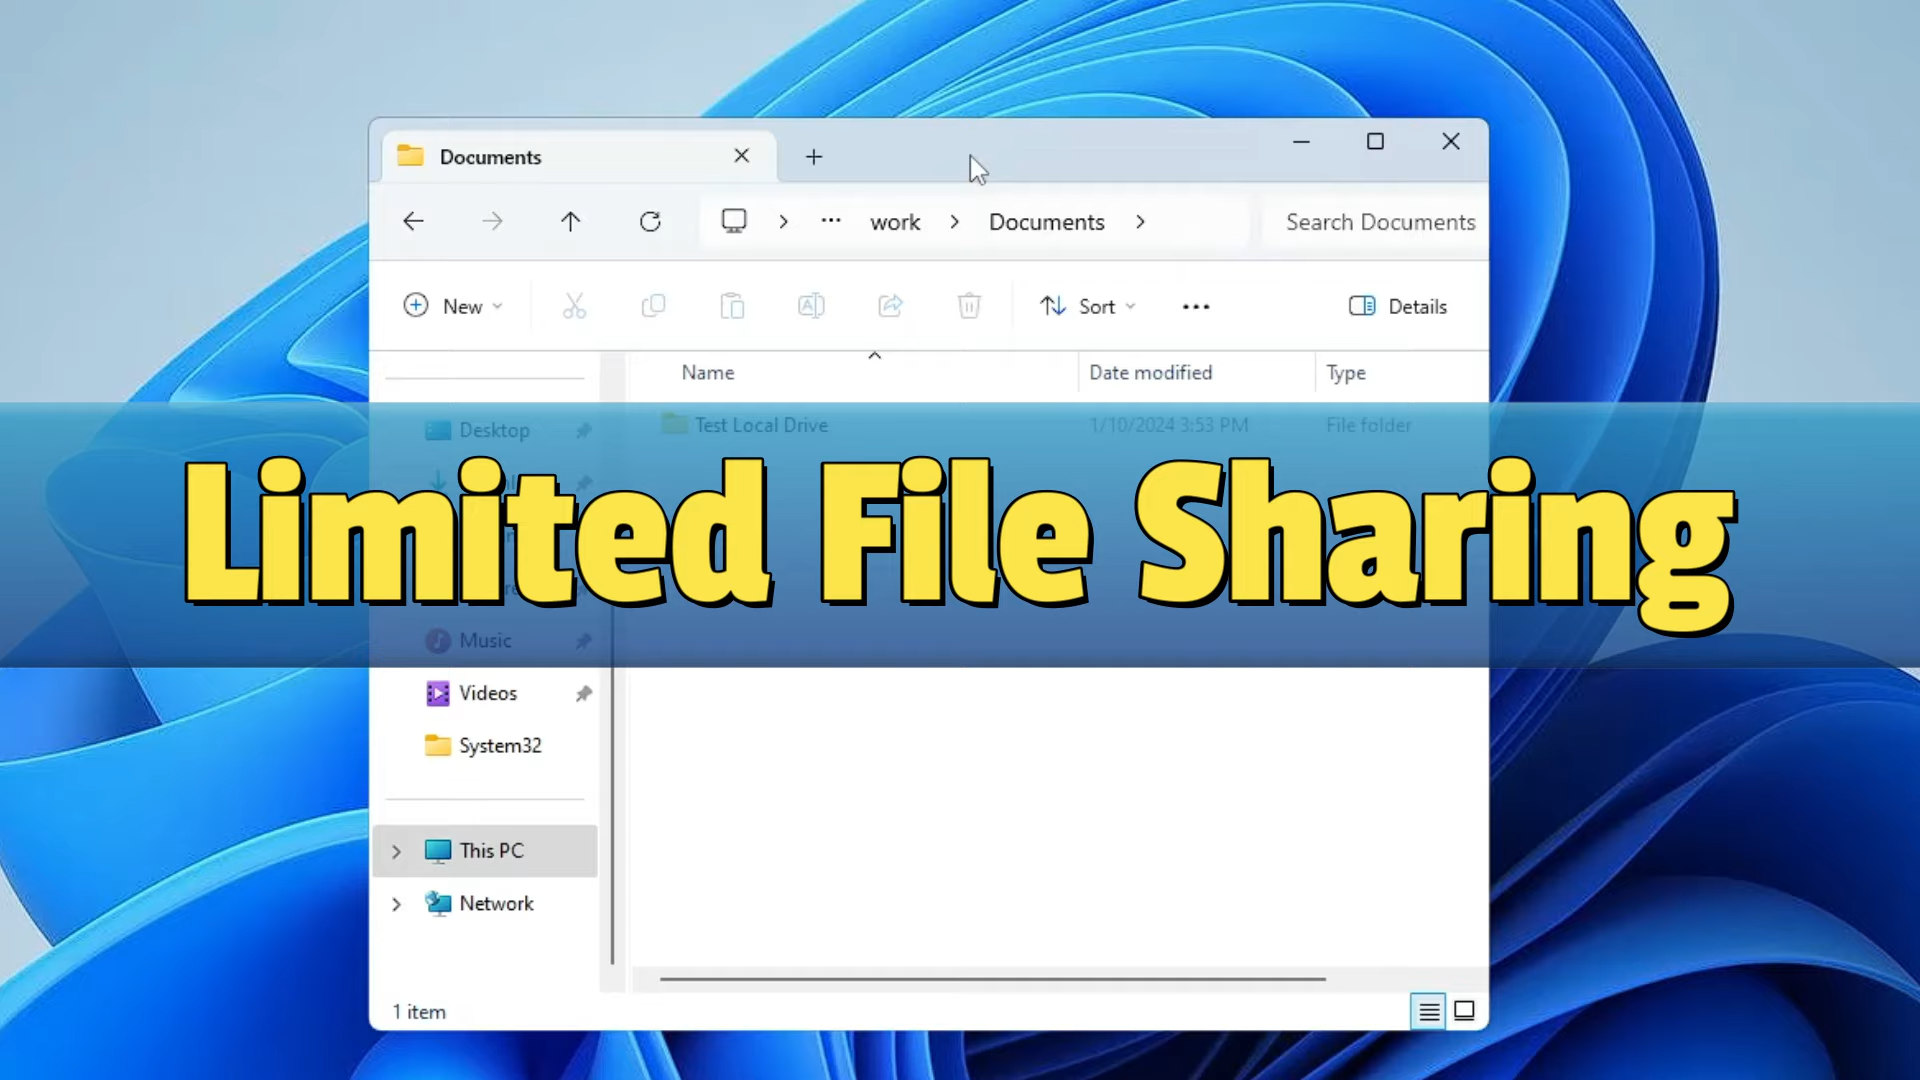 Documents
work
Documents
Search Documents
New
Sort
Details
Name
Date modified
Type
Desktop
Test Local Drive
1/10/2024 3:53 PM
File folder
Limited File Sharing
Music
Videos
System32
This PC
Network
1 item